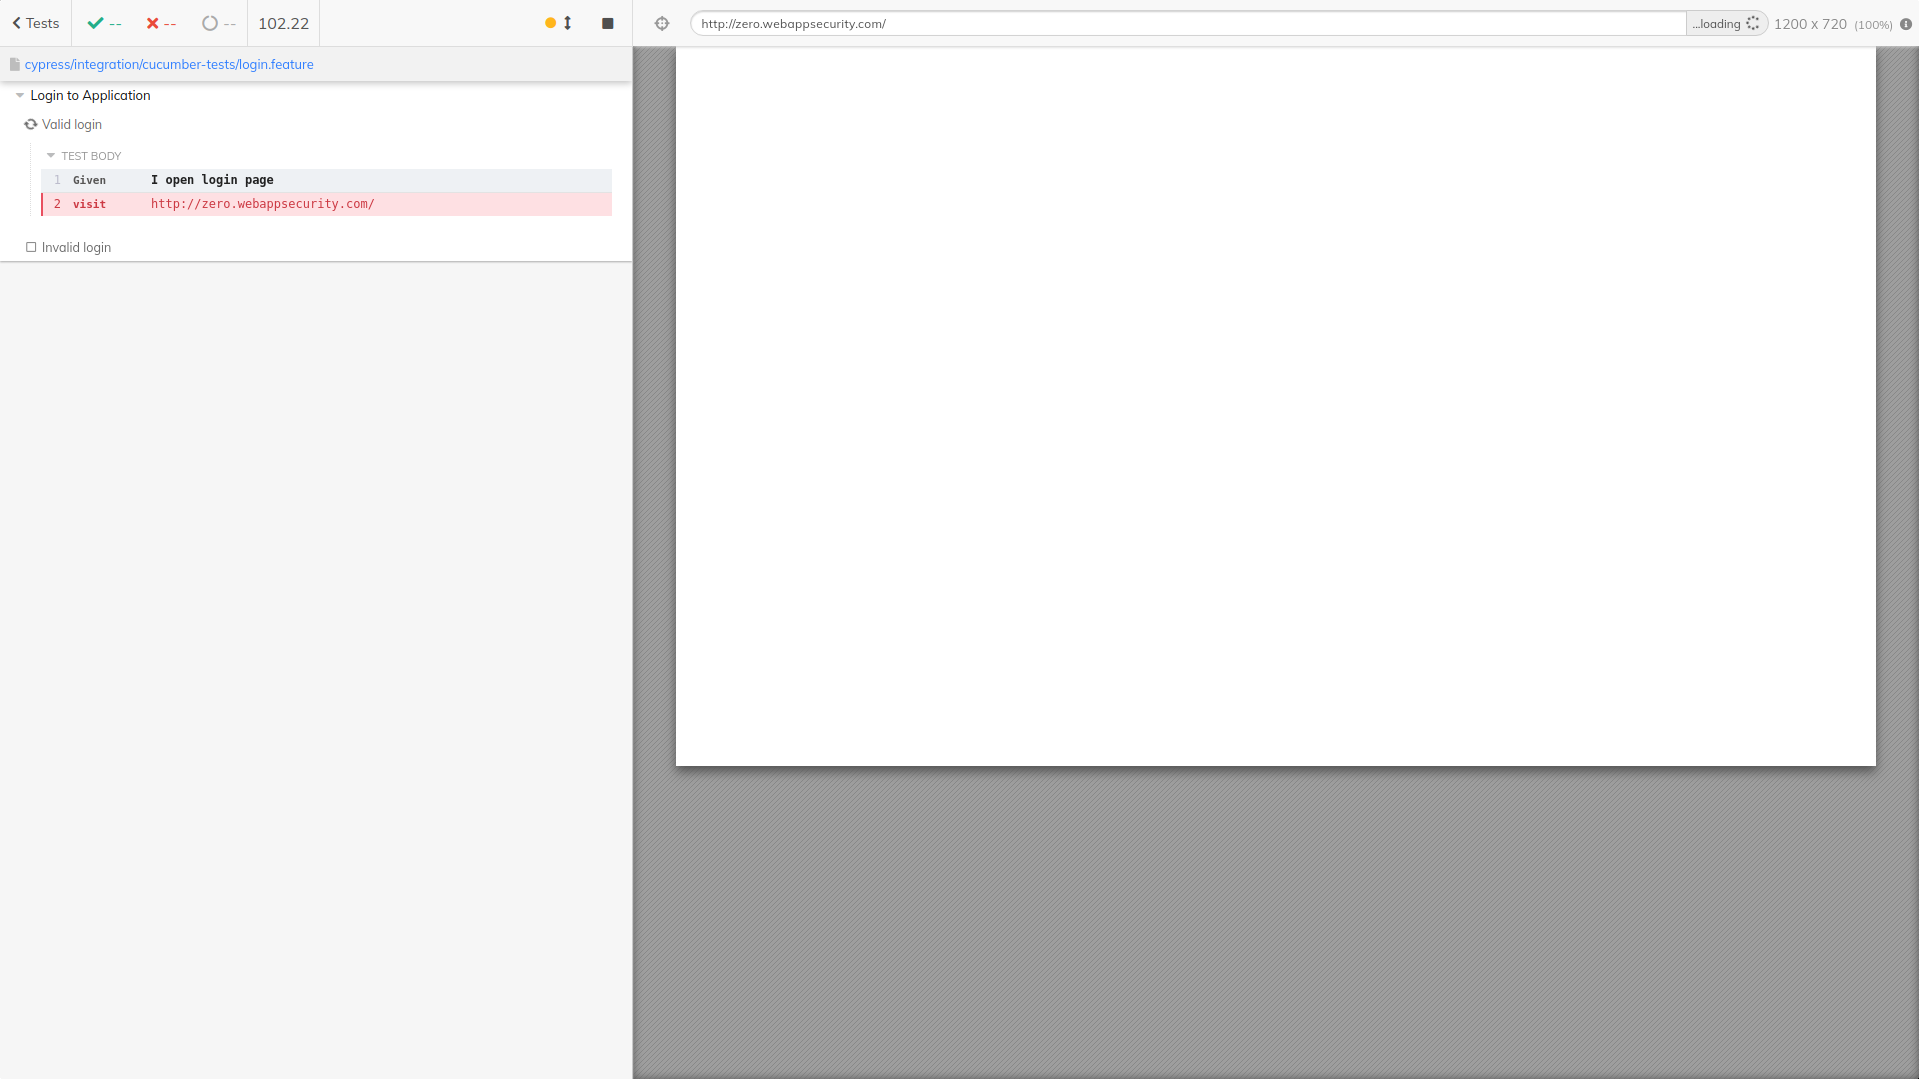 Tests -- -- -- 102.22
http://zero.webappsecurity.com/ ...loading 1200 x 720 (100%)
cypress/integration/cucumber-tests/login.feature
Login to Application
Valid login
TEST BODY
1 Given I open login page
2 visit http://zero.webappsecurity.com/
Invalid login